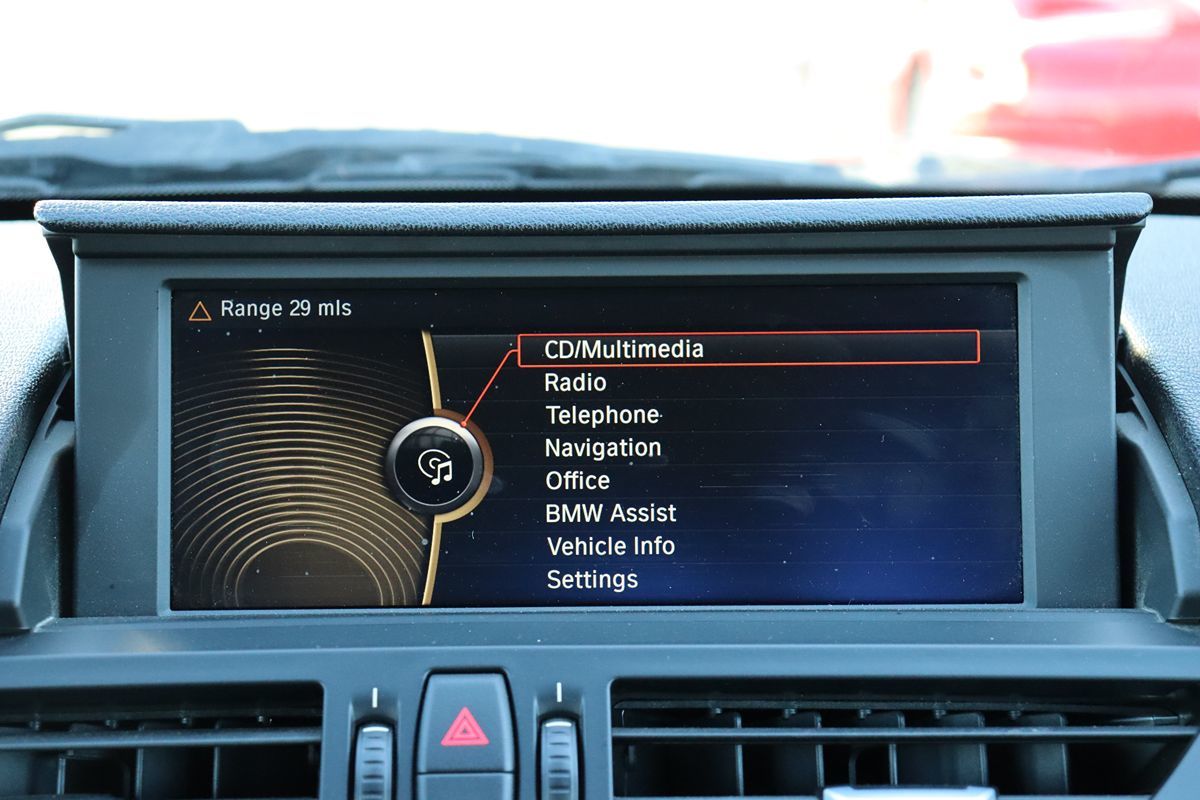 Range 29 mls
CD/Multimedia
Radio
Telephone
Navigation
Office
BMW Assist
Vehicle Info
Settings